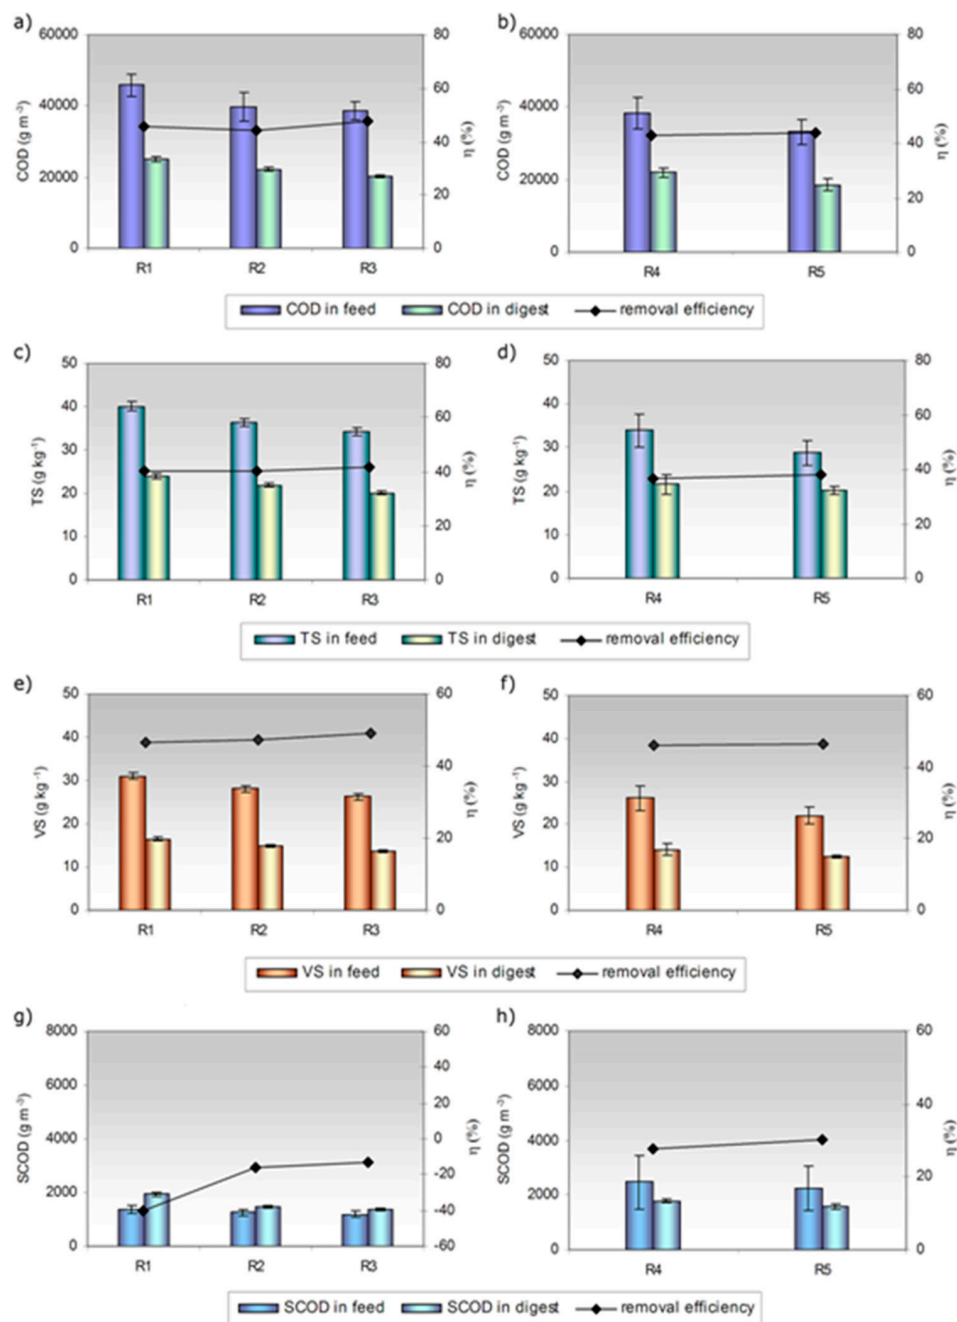 a)
60000
40000
20000
0
COD (g m⁻³)
80
60
40
20
0
η (%)
R1 R2 R3
b)
60000
40000
20000
0
COD (g m⁻³)
80
60
40
20
0
η (%)
R4 R5
COD in feed COD in digest removal efficiency
c)
50
40
30
20
10
0
TS (g kg⁻¹)
80
60
40
20
0
η (%)
R1 R2 R3
d)
50
40
30
20
10
0
TS (g kg⁻¹)
80
60
40
20
0
η (%)
R4 R5
TS in feed TS in digest removal efficiency
e)
50
40
30
20
10
0
VS (g kg⁻¹)
60
40
20
0
η (%)
R1 R2 R3
f)
50
40
30
20
10
0
VS (g kg⁻¹)
60
40
20
0
η (%)
R4 R5
VS in feed VS in digest removal efficiency
g)
8000
6000
4000
2000
0
SCOD (g m⁻³)
60
40
20
0
-20
-40
-60
η (%)
R1 R2 R3
h)
8000
6000
4000
2000
0
SCOD (g m⁻³)
60
40
20
0
η (%)
R4 R5
SCOD in feed SCOD in digest removal efficiency